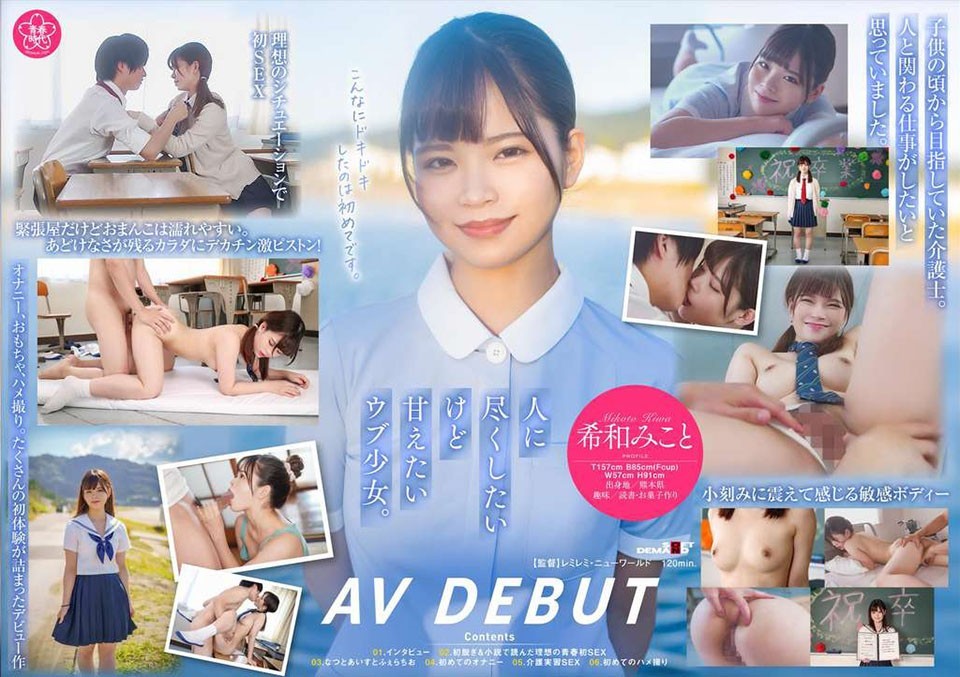 青春時代
理想のシチュエーションで
初SEX
緊張屋だけどおまんこは濡れやすい。
あどけなさが残るカラダにデカチン激ピストン!
オナニー、おもちゃ、ハメ撮り。たくさんの初体験が詰まったデビュー作
こんなにドキドキ
したのは初めてです。
子供の頃から目指していた介護士。
人と関わる仕事がしたいと
思っていました。
祝卒業
人に
尽くしたい
けど
甘えたい
ウブ少女。
Mikoto Kiwa
希和みこと
PROFILE
T157cm B85cm(Fcup)
W57cm H91cm
出身地/熊本県
趣味/読書・お菓子作り
小刻みに震えて感じる敏感ボディー
祝卒
【監督】レミレミ・ニューワールド 120min.
AV DEBUT
Contents
01.インタビュー 02.初脱ぎ&小説で読んだ理想の青春初SEX
03.なつとあいすとふぇらちお 04.初めてのオナニー 05.介護実習SEX 06.初めてのハメ撮り